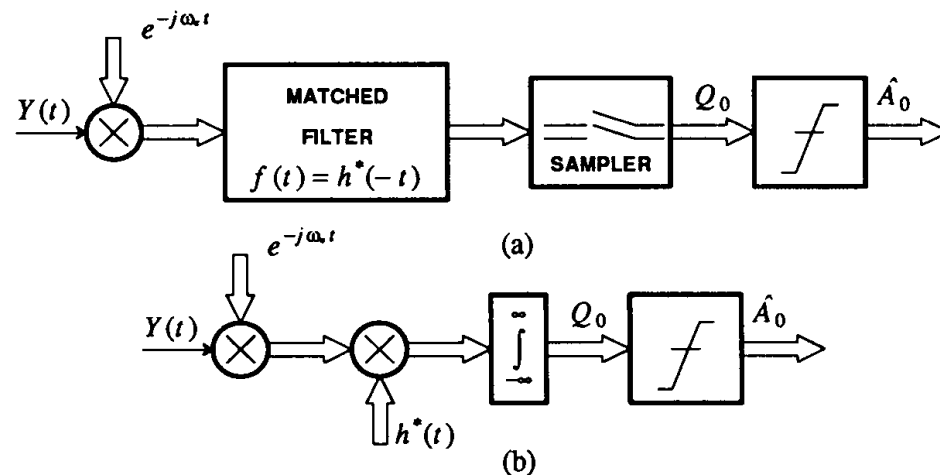 e^{-jω_c t}
Y(t)
MATCHED
FILTER
f(t) = h*(-t)
SAMPLER
Q_0
Â_0
(a)
e^{-jω_c t}
Y(t)
h*(t)
∞
∫
-∞
Q_0
Â_0
(b)